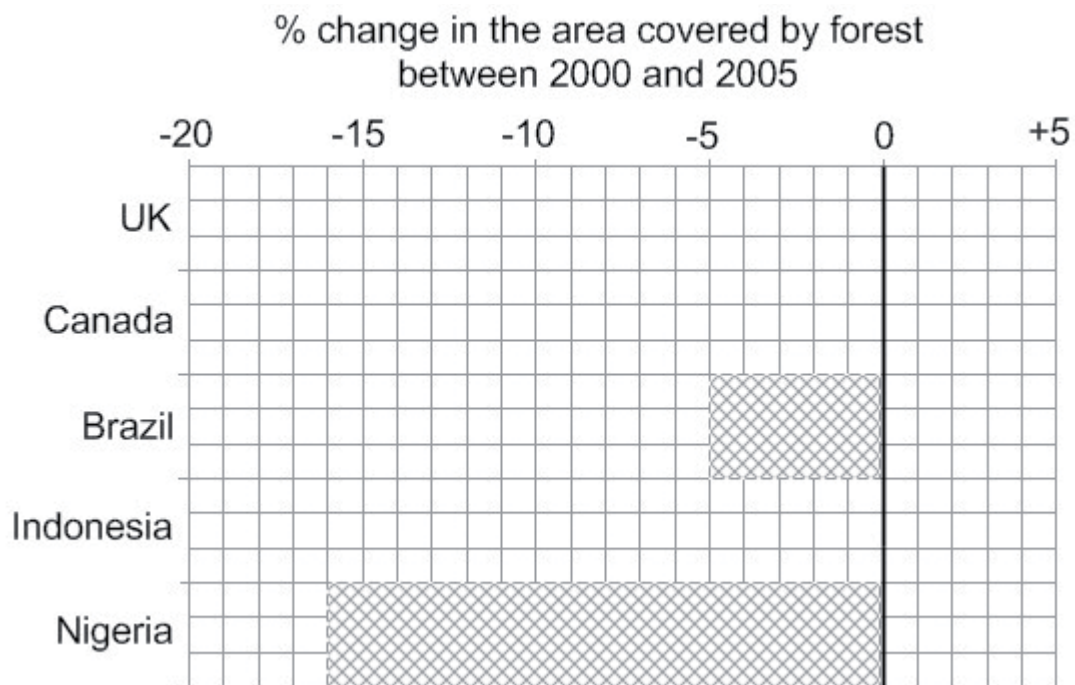 % change in the area covered by forest
between 2000 and 2005
-20 -15 -10 -5 0 +5
UK
Canada
Brazil
Indonesia
Nigeria